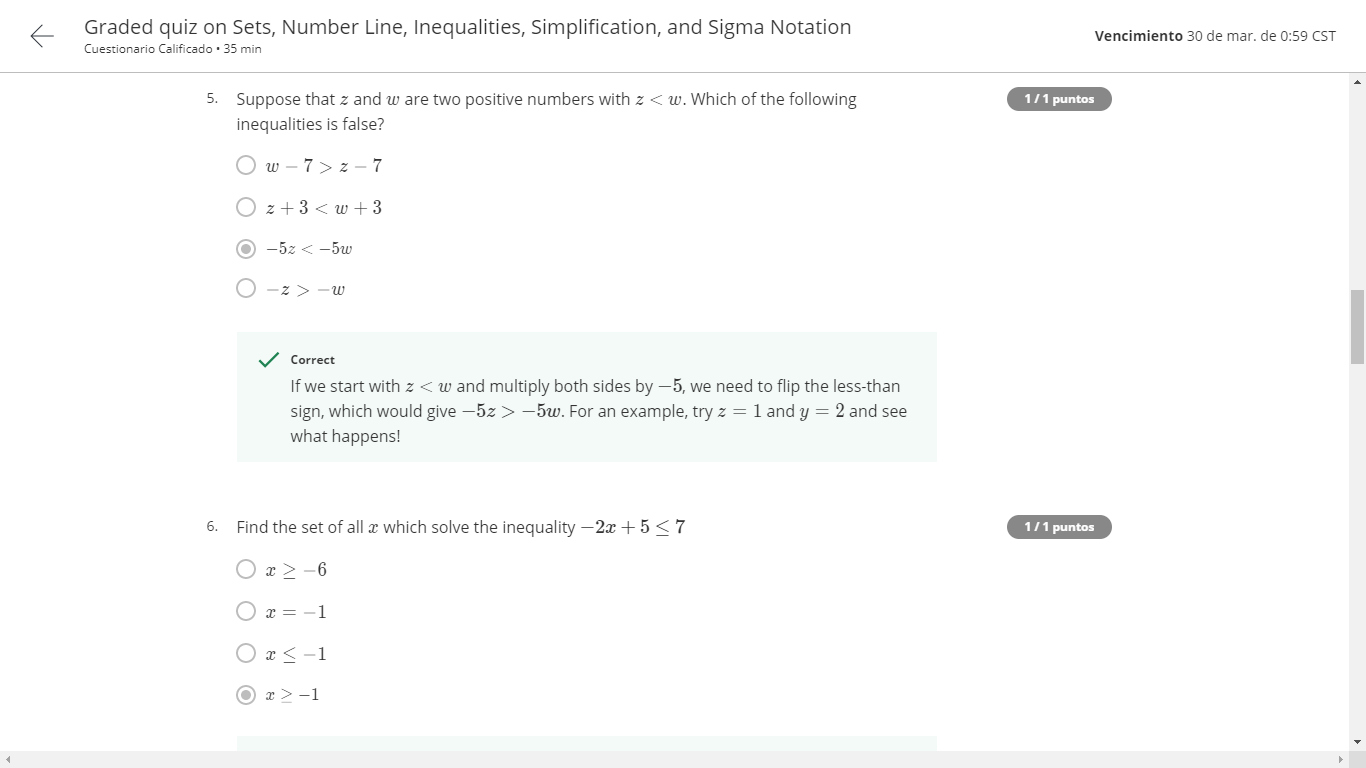 Graded quiz on Sets, Number Line, Inequalities, Simplification, and Sigma Notation
Cuestionario Calificado • 35 min
Vencimiento 30 de mar. de 0:59 CST
5. Suppose that z and w are two positive numbers with z < w. Which of the following
inequalities is false?
1 / 1 puntos
w − 7 > z − 7
z + 3 < w + 3
−5z < −5w
−z > −w
Correct
If we start with z < w and multiply both sides by −5, we need to flip the less-than
sign, which would give −5z > −5w. For an example, try z = 1 and y = 2 and see
what happens!
6. Find the set of all x which solve the inequality −2x + 5 ≤ 7
1 / 1 puntos
x ≥ −6
x = −1
x ≤ −1
x ≥ −1